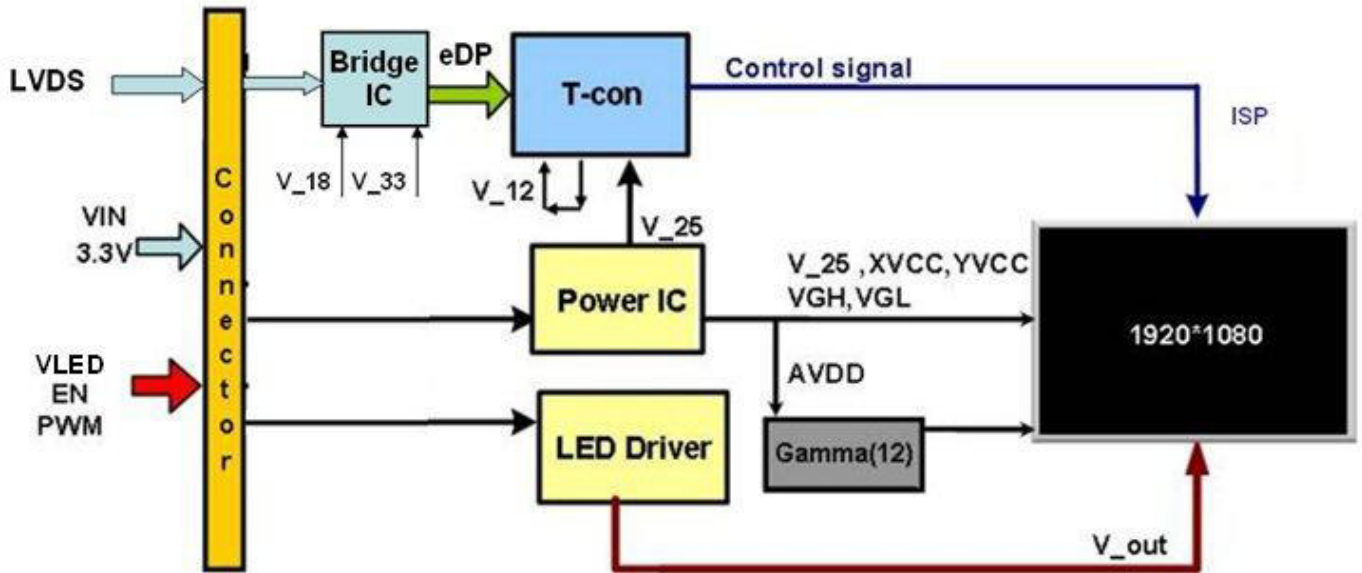 LVDS
Bridge
IC
eDP
T-con
Control signal
ISP
V_18
V_33
V_12
V_25
Connector
VIN
3.3V
Power IC
V_25 ,XVCC,YVCC
VGH,VGL
1920*1080
VLED
EN
PWM
AVDD
LED Driver
Gamma(12)
V_out